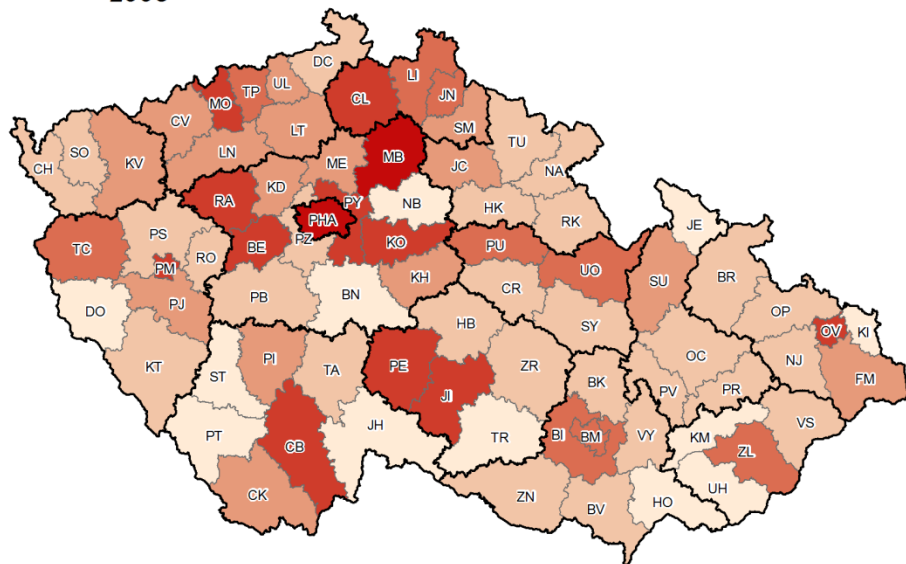 DC
LI
TP
UL
MO
JN
CL
CV
LT
SM
TU
LN
ME
MB
JC
SO
KV
CH
NA
KD
RA
PY
NB
HK
RK
PHA
JE
PS
TC
RO
BE
PZ
KO
PU
UO
SU
BR
PM
KH
CR
OP
PJ
PB
BN
DO
HB
SY
OV
KI
KT
ST
PI
TA
PE
ZR
OC
NJ
FM
JI
BK
PV
PR
VS
PT
CB
JH
TR
BI
BM
VY
KM
ZL
CK
ZN
BV
HO
UH